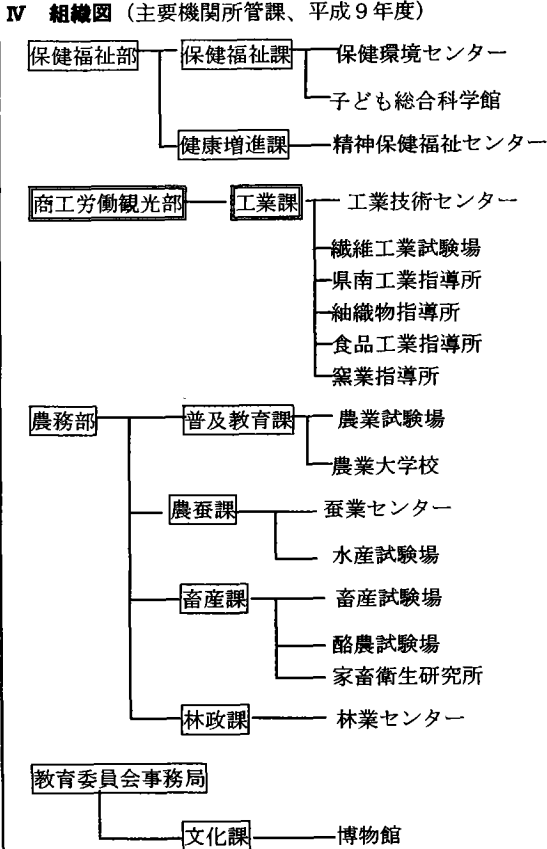 Ⅳ 組織図（主要機関所管課、平成９年度）
保健福祉部 保健福祉課 保健環境センター
子ども総合科学館
健康増進課 精神保健福祉センター
商工労働観光部 工業課 工業技術センター
繊維工業試験場
県南工業指導所
紬織物指導所
食品工業指導所
窯業指導所
農務部 普及教育課 農業試験場
農業大学校
農蚕課 蚕業センター
水産試験場
畜産課 畜産試験場
酪農試験場
家畜衛生研究所
林政課 林業センター
教育委員会事務局
文化課 博物館